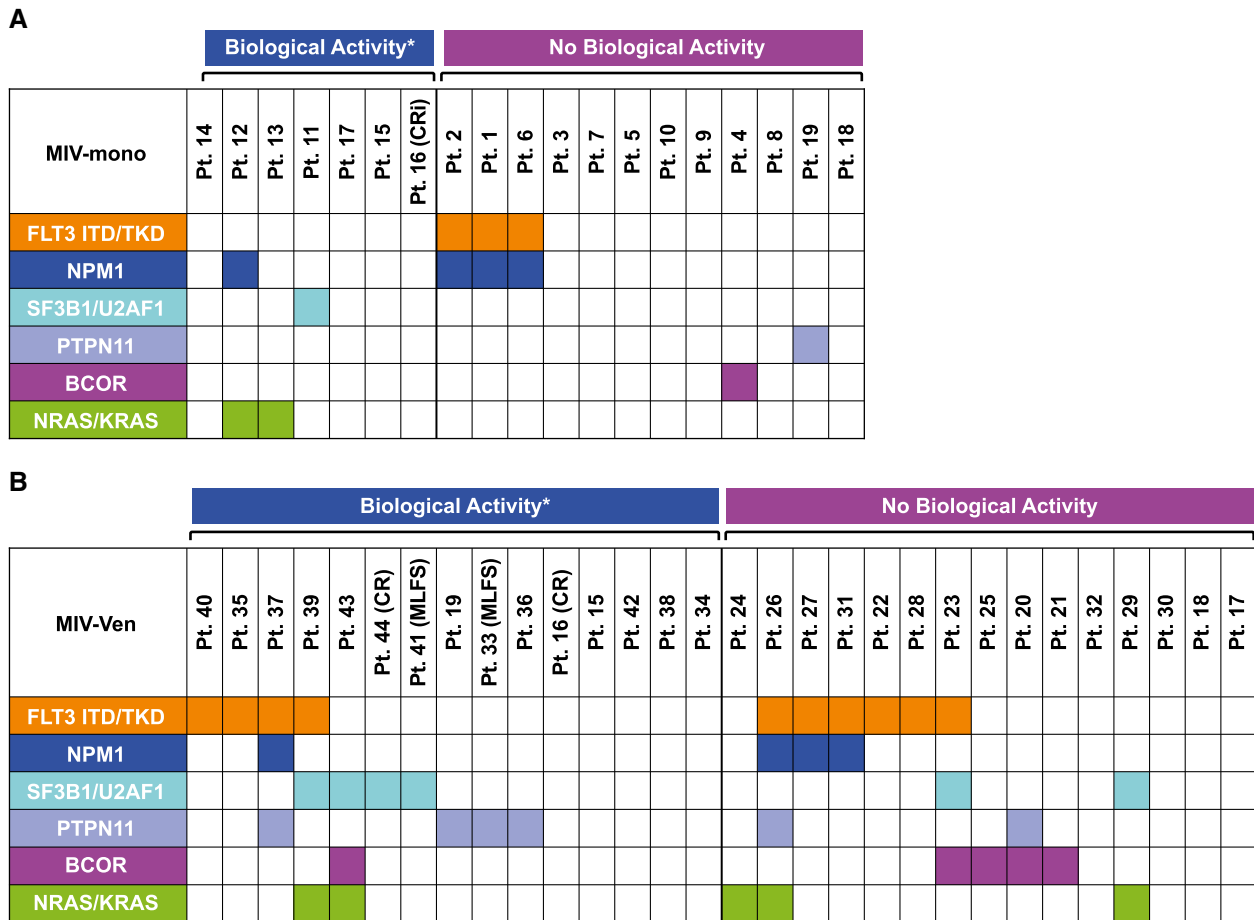 A
Biological Activity*
No Biological Activity
MIV-mono
Pt. 14
Pt. 12
Pt. 13
Pt. 11
Pt. 17
Pt. 15
Pt. 16 (CRi)
Pt. 2
Pt. 1
Pt. 6
Pt. 3
Pt. 7
Pt. 5
Pt. 10
Pt. 9
Pt. 4
Pt. 8
Pt. 19
Pt. 18
FLT3 ITD/TKD
NPM1
SF3B1/U2AF1
PTPN11
BCOR
NRAS/KRAS
B
Biological Activity*
No Biological Activity
MIV-Ven
Pt. 40
Pt. 35
Pt. 37
Pt. 39
Pt. 43
Pt. 44 (CR)
Pt. 41 (MLFS)
Pt. 19
Pt. 33 (MLFS)
Pt. 36
Pt. 16 (CR)
Pt. 15
Pt. 42
Pt. 38
Pt. 34
Pt. 24
Pt. 26
Pt. 27
Pt. 31
Pt. 22
Pt. 28
Pt. 23
Pt. 25
Pt. 20
Pt. 21
Pt. 32
Pt. 29
Pt. 30
Pt. 18
Pt. 17
FLT3 ITD/TKD
NPM1
SF3B1/U2AF1
PTPN11
BCOR
NRAS/KRAS